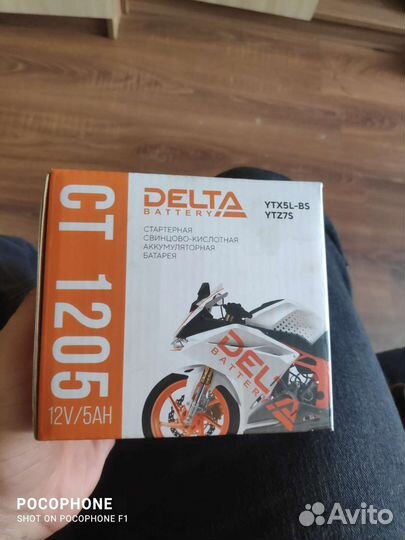 CT 1205
12V/5AH
DELTA
BATTERY
YTX5L-BS
YTZ7S
СТАРТЕРНАЯ
СВИНЦОВО-КИСЛОТНАЯ
АККУМУЛЯТОРНАЯ
БАТАРЕЯ
DELTA
BATTERY
POCOPHONE
SHOT ON POCOPHONE F1
Avito